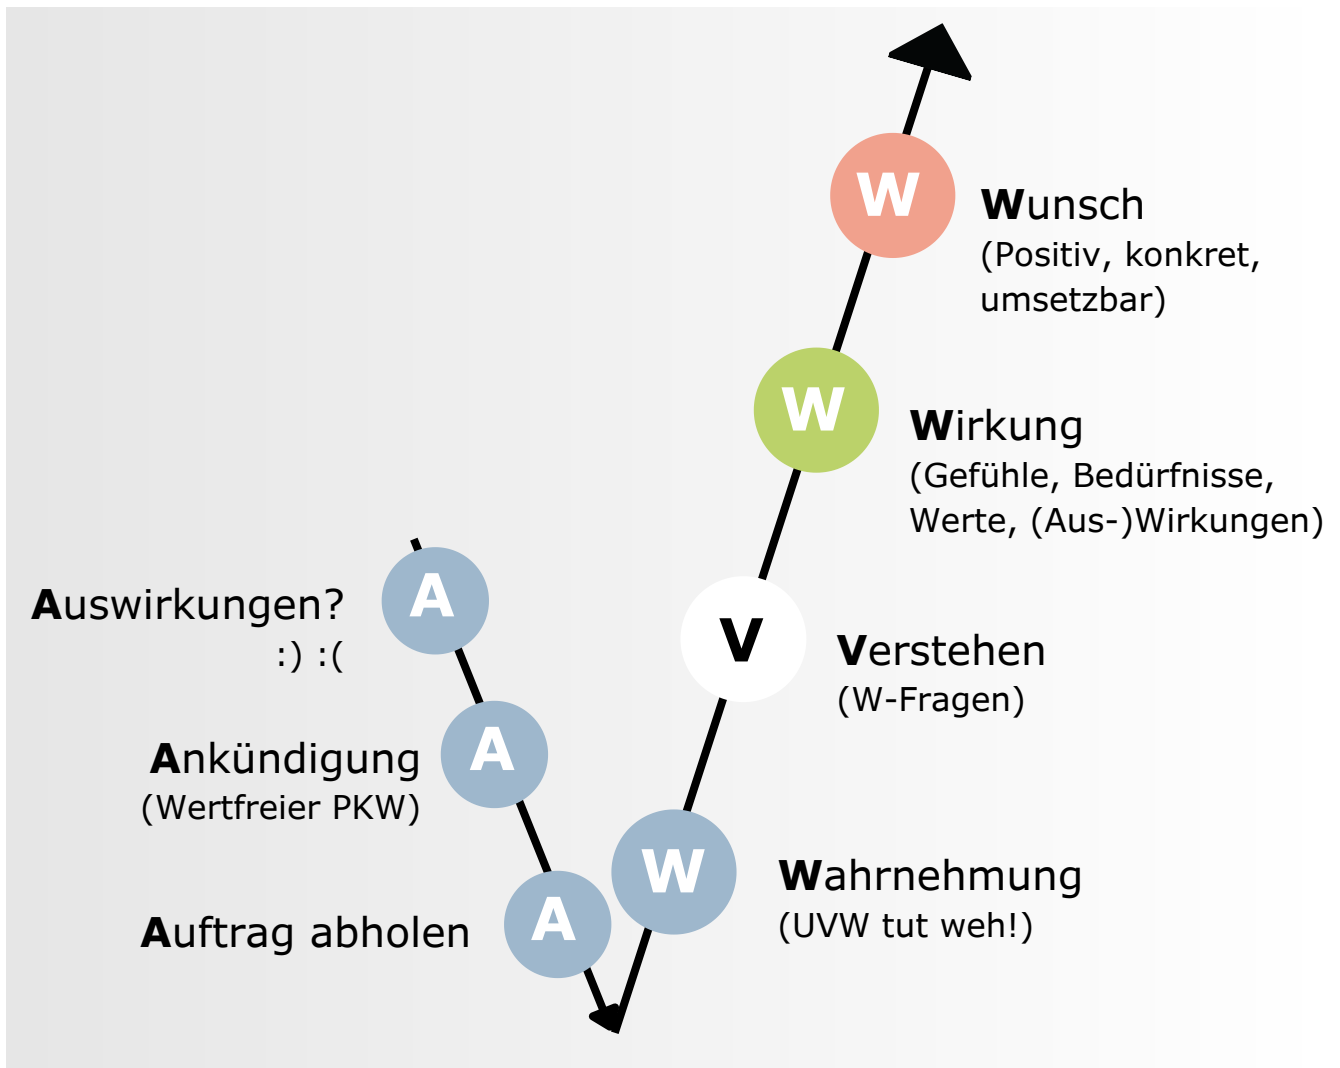 A
Auswirkungen?
:) :(
A
Ankündigung
(Wertfreier PKW)
A
Auftrag abholen
W
Wahrnehmung
(UVW tut weh!)
V
Verstehen
(W-Fragen)
W
Wirkung
(Gefühle, Bedürfnisse,
Werte, (Aus-)Wirkungen)
W
Wunsch
(Positiv, konkret,
umsetzbar)